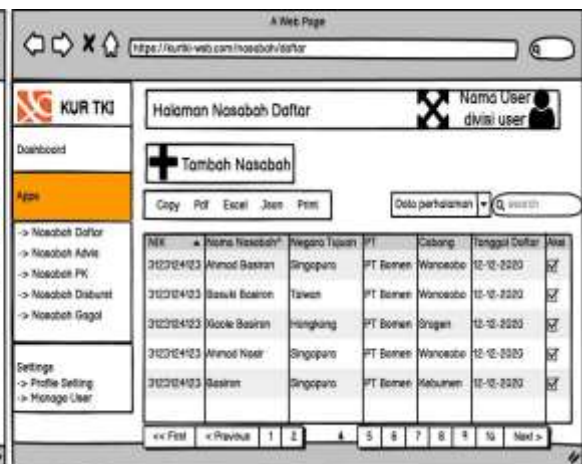 A Web Page
https://kurtki-web.com/nasabah/daftar
KUR TKI
Dashboard
Apps
-> Nasabah Daftar
-> Nasabah Advis
-> Nasabah PK
-> Nasabah Disburst
-> Nasabah Gagal
Settings
-> Profile Setting
-> Manage User
Halaman Nasabah Daftar
Nama User
divisi user
Tambah Nasabah
Copy Pdf Excel Json Print
Data perhalaman
search
NIK Nama Nasabah^ Negara Tujuan PT Cabang Tanggal Daftar Aksi
3123124123 Ahmad Basiran Singapura PT Bomen Wonosobo 12-12-2020
3123124123 Basuki Basiron Taiwan PT Bomen Wonosobo 12-12-2020
3123124123 Basiran Hongkong PT Bomen Sragen 12-12-2020
3123124123 Ahmad Nasir Singapura PT Bomen Wonosobo 12-12-2020
3123124123 Basiran Singapura PT Bomen Kebumen 12-12-2020
<< First < Previous 1 2 4 5 6 7 8 9 10 Next >